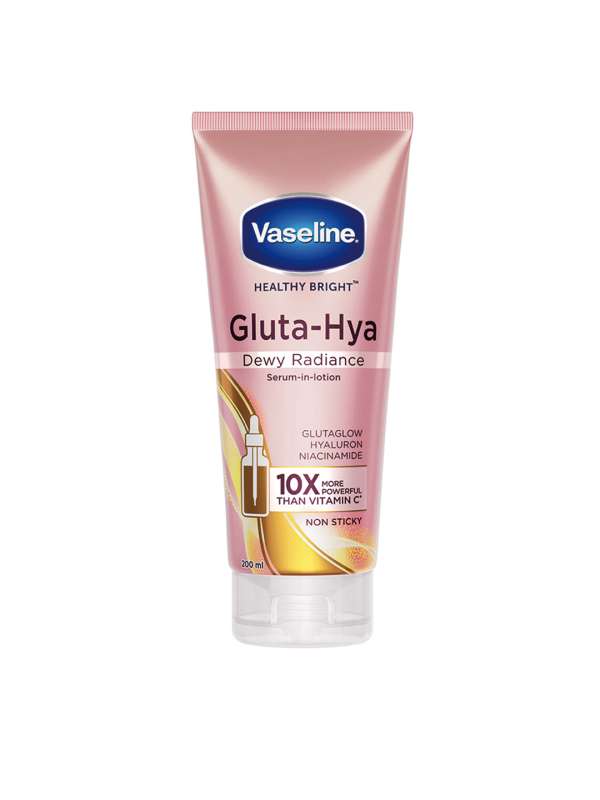 Vaseline®
HEALTHY BRIGHT™
Gluta-Hya
Dewy Radiance
Serum-in-lotion
GLUTAGLOW
HYALURON
NIACINAMIDE
10X MORE POWERFUL
THAN VITAMIN C*
NON STICKY
200 ml